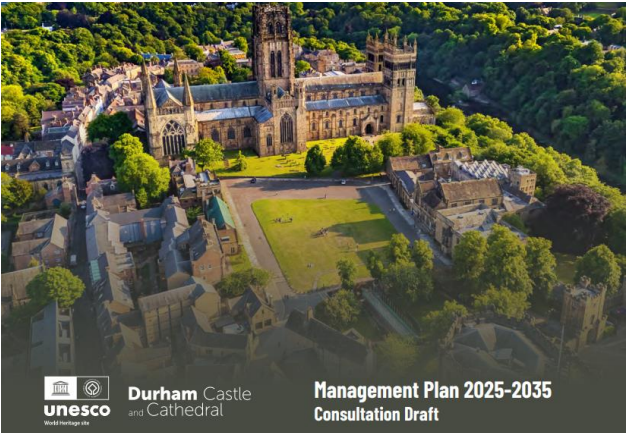 unesco
World Heritage site
Durham Castle
and Cathedral
Management Plan 2025-2035
Consultation Draft